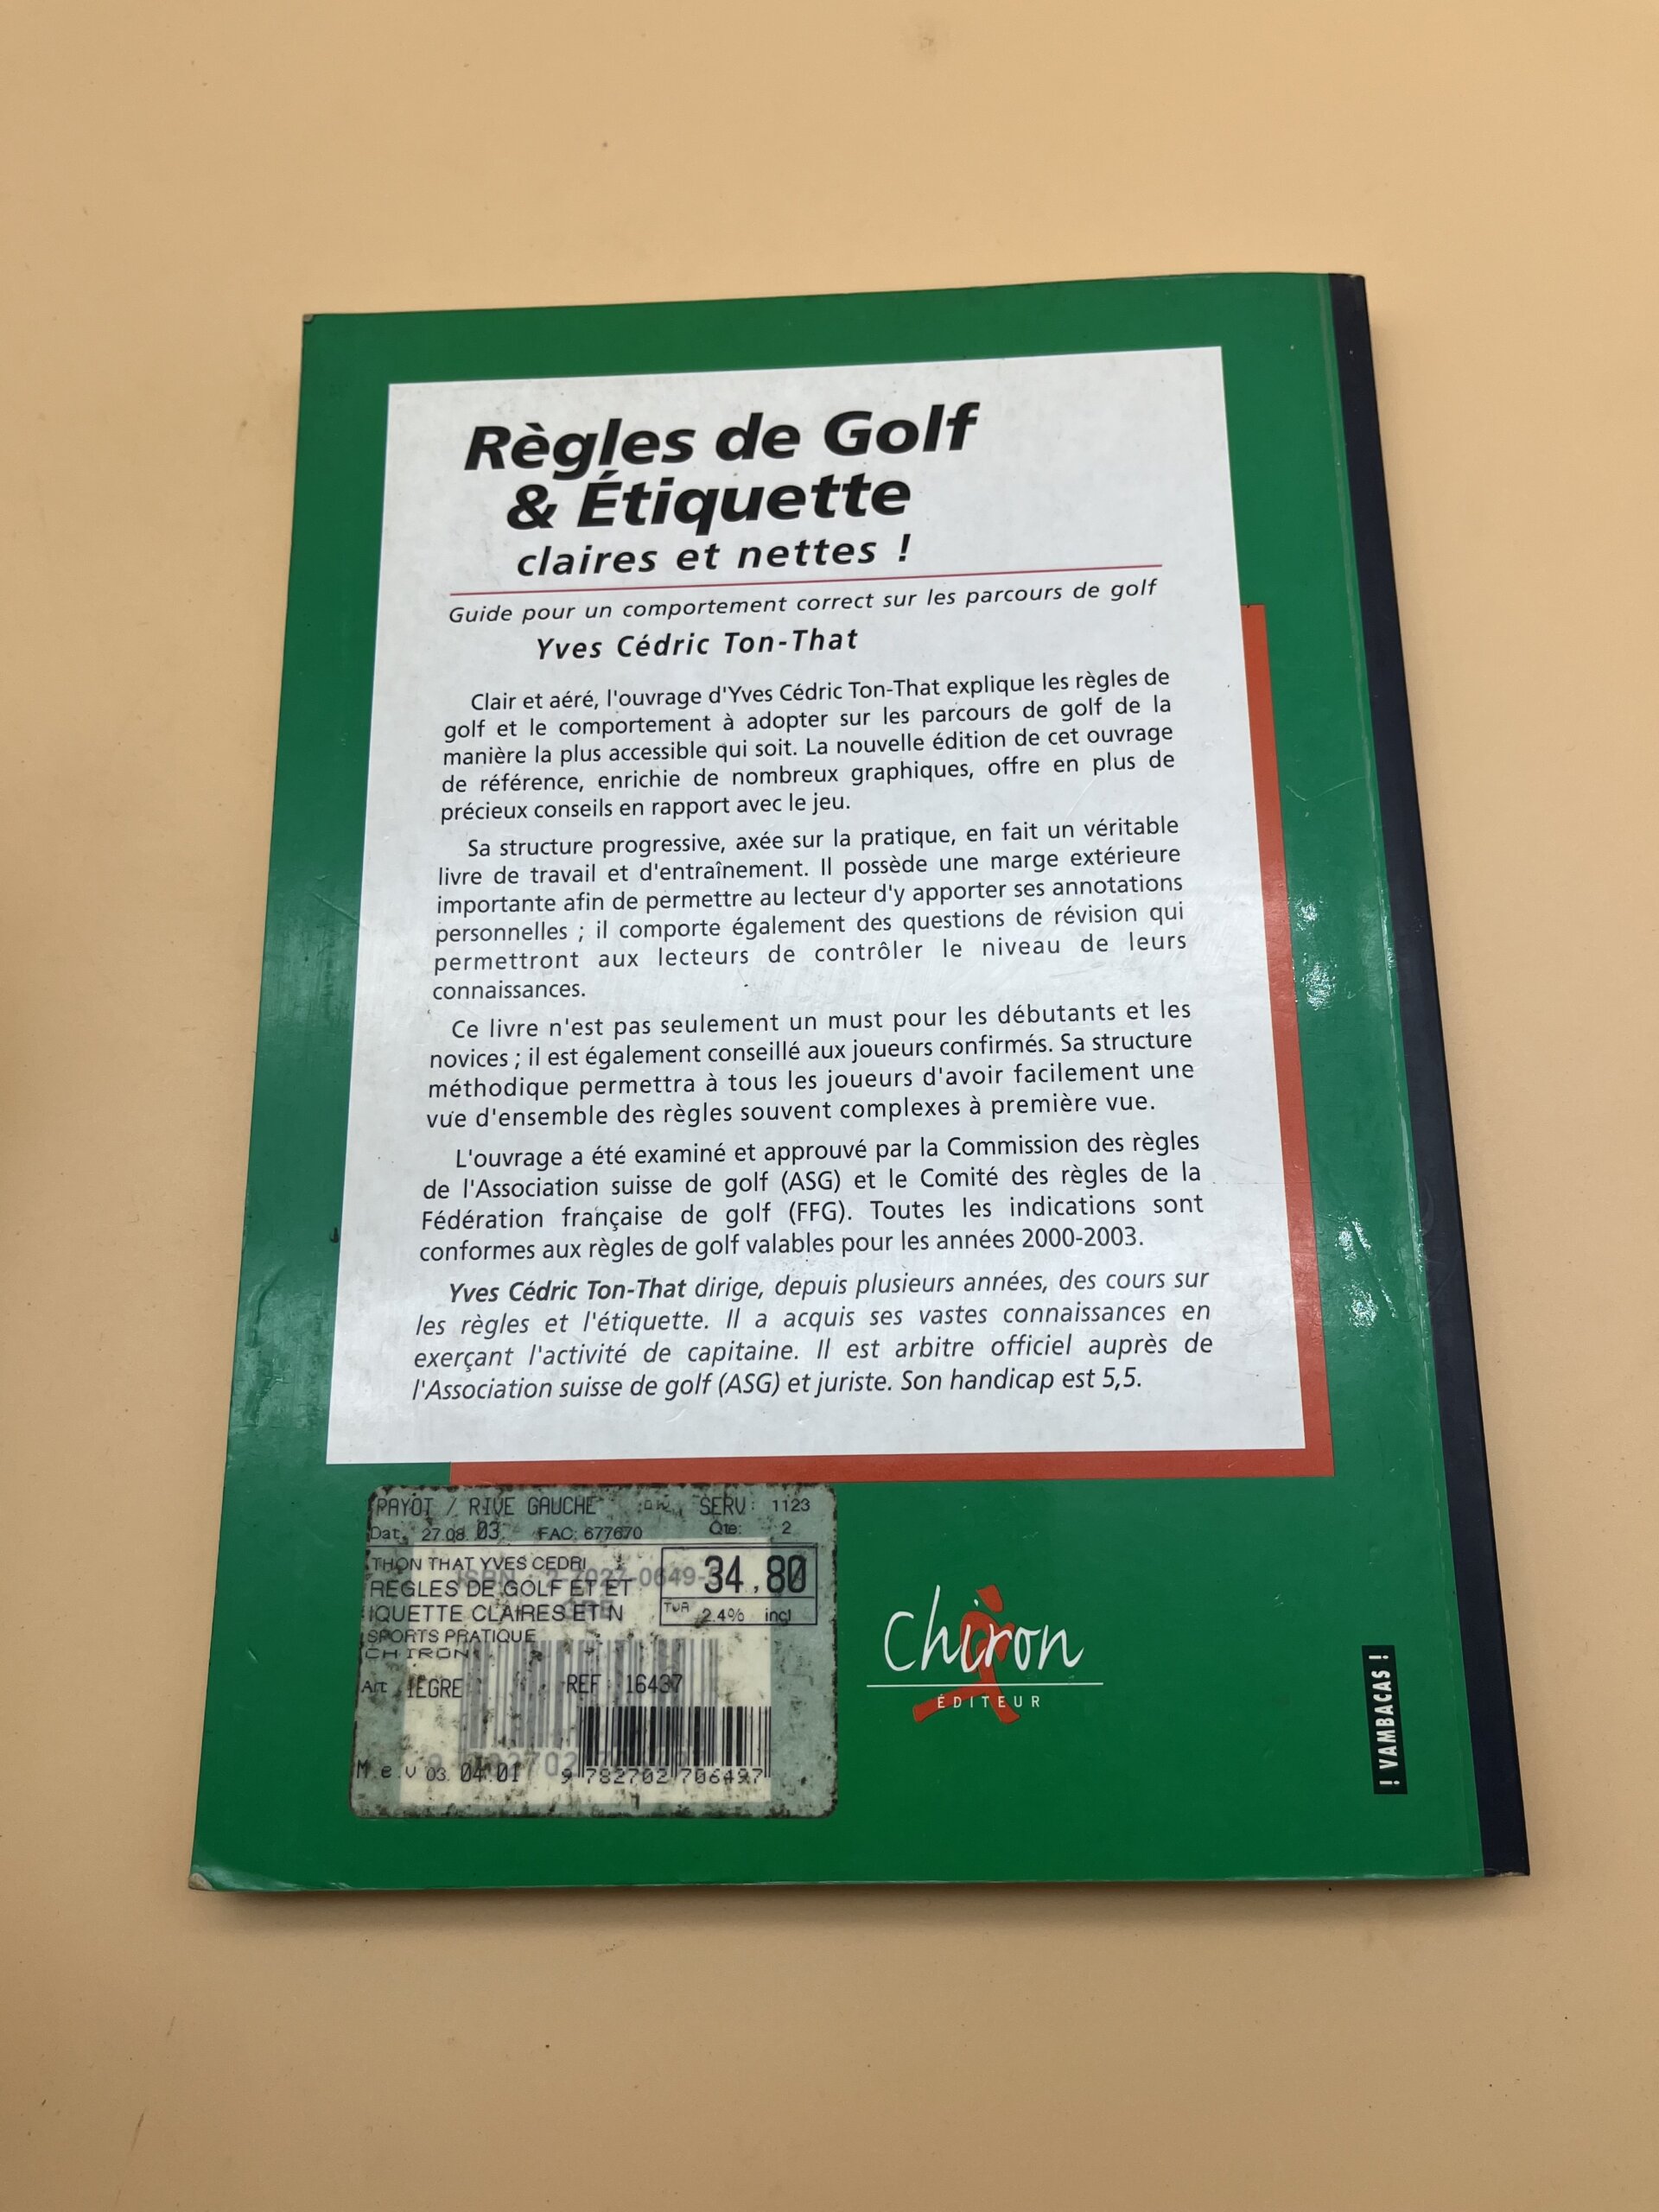 Règles de Golf
& Étiquette
claires et nettes !
Guide pour un comportement correct sur les parcours de golf
Yves Cédric Ton-That
Clair et aéré, l'ouvrage d'Yves Cédric Ton-That explique les règles de
golf et le comportement à adopter sur les parcours de golf de la
manière la plus accessible qui soit. La nouvelle édition de cet ouvrage
de référence, enrichie de nombreux graphiques, offre en plus de
précieux conseils en rapport avec le jeu.
Sa structure progressive, axée sur la pratique, en fait un véritable
livre de travail et d'entraînement. Il possède une marge extérieure
importante afin de permettre au lecteur d'y apporter ses annotations
personnelles ; il comporte également des questions de révision qui
permettront aux lecteurs de contrôler le niveau de leurs
connaissances.
Ce livre n'est pas seulement un must pour les débutants et les
novices ; il est également conseillé aux joueurs confirmés. Sa structure
méthodique permettra à tous les joueurs d'avoir facilement une
vue d'ensemble des règles souvent complexes à première vue.
L'ouvrage a été examiné et approuvé par la Commission des règles
de l'Association suisse de golf (ASG) et le Comité des règles de la
Fédération française de golf (FFG). Toutes les indications sont
conformes aux règles de golf valables pour les années 2000-2003.
Yves Cédric Ton-That dirige, depuis plusieurs années, des cours sur
les règles et l'étiquette. Il a acquis ses vastes connaissances en
exerçant l'activité de capitaine. Il est arbitre officiel auprès de
l'Association suisse de golf (ASG) et juriste. Son handicap est 5,5.
PAYOT / RIVE GAUCHE SERV: 1123
Dat. 27.08.03 FAC: 677670 Qte: 2
THON THAT YVES CEDRI
REGLES DE GOLF ET ET 34,80
IQUETTE CLAIRES ET N TVA 2.4% incl
SPORTS PRATIQUE
CHIRON
Art 1EGRE REF: 16437
M.e.v 03.04.01 9 782702 706497
chiron
ÉDITEUR
! VAMBACAS !